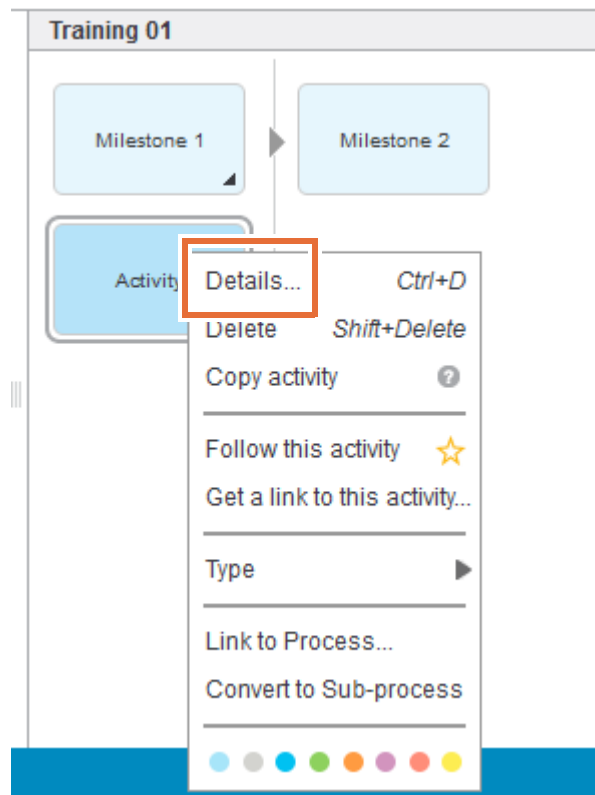 Training 01
Milestone 1
Milestone 2
Activity
Details... Ctrl+D
Delete Shift+Delete
Copy activity ?
Follow this activity
Get a link to this activity...
Type
Link to Process...
Convert to Sub-process